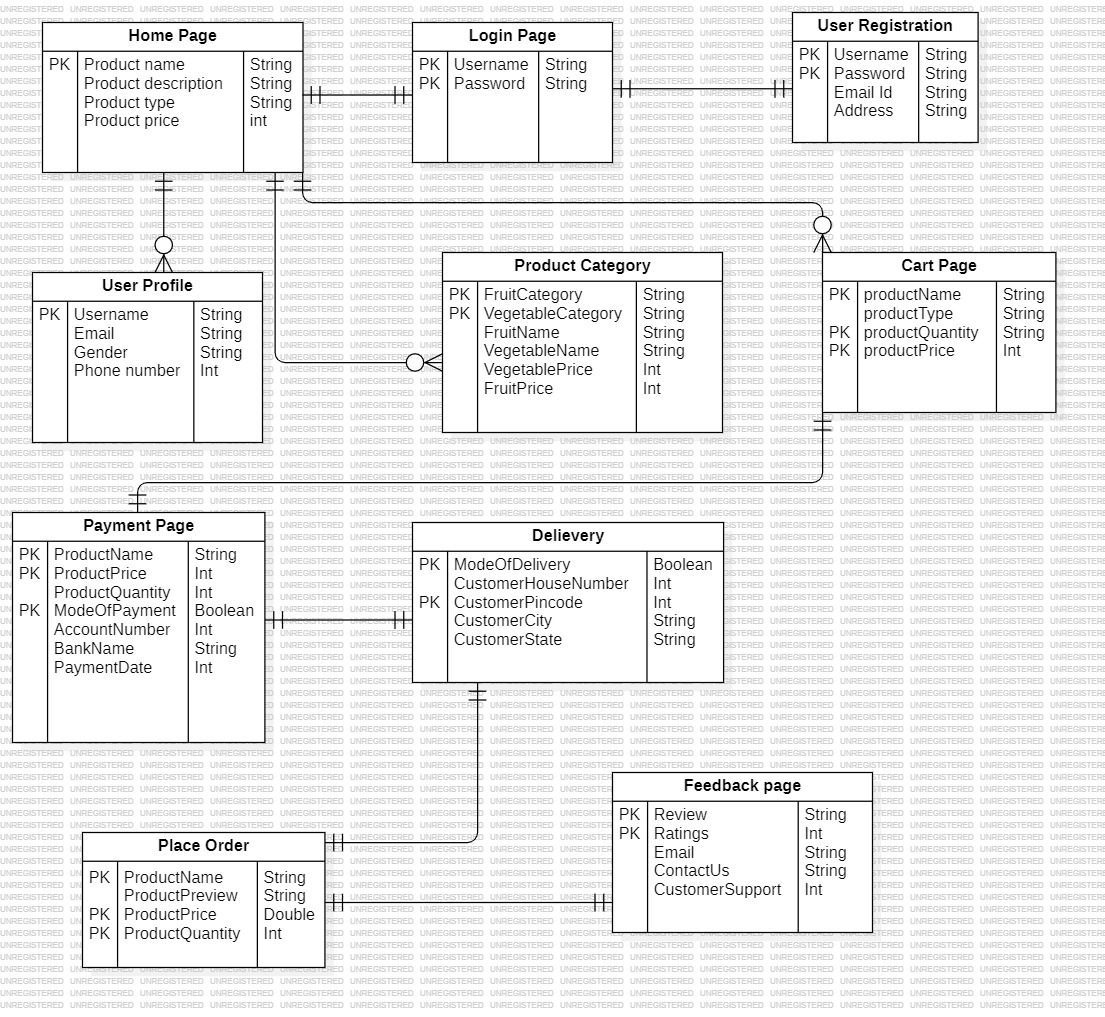 Home Page
PK Product name String
Product description String
Product type String
Product price int
Login Page
PK Username String
PK Password String
User Registration
PK Username String
PK Password String
Email Id String
Address String
User Profile
PK Username String
Email String
Gender String
Phone number Int
Product Category
PK FruitCategory String
PK VegetableCategory String
FruitName String
VegetableName String
VegetablePrice Int
FruitPrice Int
Cart Page
PK productName String
productType String
PK productQuantity String
PK productPrice Int
Payment Page
PK ProductName String
PK ProductPrice Int
ProductQuantity Int
PK ModeOfPayment Boolean
AccountNumber Int
BankName String
PaymentDate Int
Delievery
PK ModeOfDelivery Boolean
CustomerHouseNumber Int
PK CustomerPincode Int
CustomerCity String
CustomerState String
Place Order
PK ProductName String
ProductPreview String
PK ProductPrice Double
PK ProductQuantity Int
Feedback page
PK Review String
PK Ratings Int
Email String
ContactUs String
CustomerSupport Int
UNREGISTERED